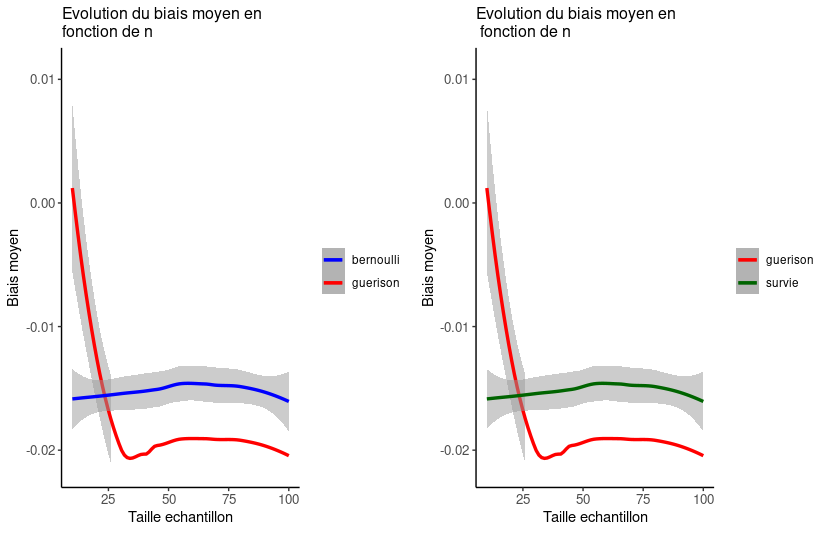 Evolution du biais moyen en
fonction de n
0.01
0.00
-0.01
-0.02
Biais moyen
25 50 75 100
Taille echantillon
bernoulli
guerison
Evolution du biais moyen en
fonction de n
0.01
0.00
-0.01
-0.02
Biais moyen
25 50 75 100
Taille echantillon
guerison
survie